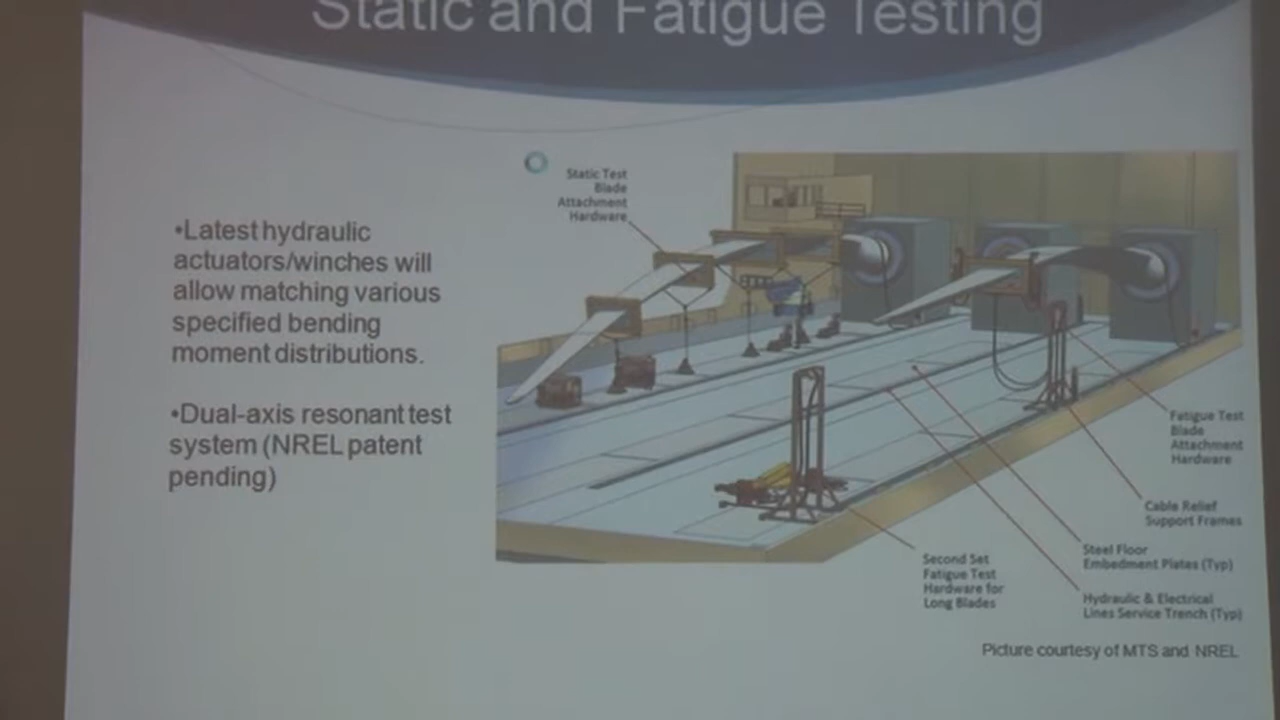 Static and Fatigue Testing
•Latest hydraulic
actuators/winches will
allow matching various
specified bending
moment distributions.
•Dual-axis resonant test
system (NREL patent
pending)
Static Test
Blade
Attachment
Hardware
Fatigue Test
Blade
Attachment
Hardware
Cable Relief
Support Frames
Steel Floor
Embedment Plates (Typ)
Hydraulic & Electrical
Lines Service Trench (Typ)
Second Set
Fatigue Test
Hardware for
Long Blades
Picture courtesy of MTS and NREL